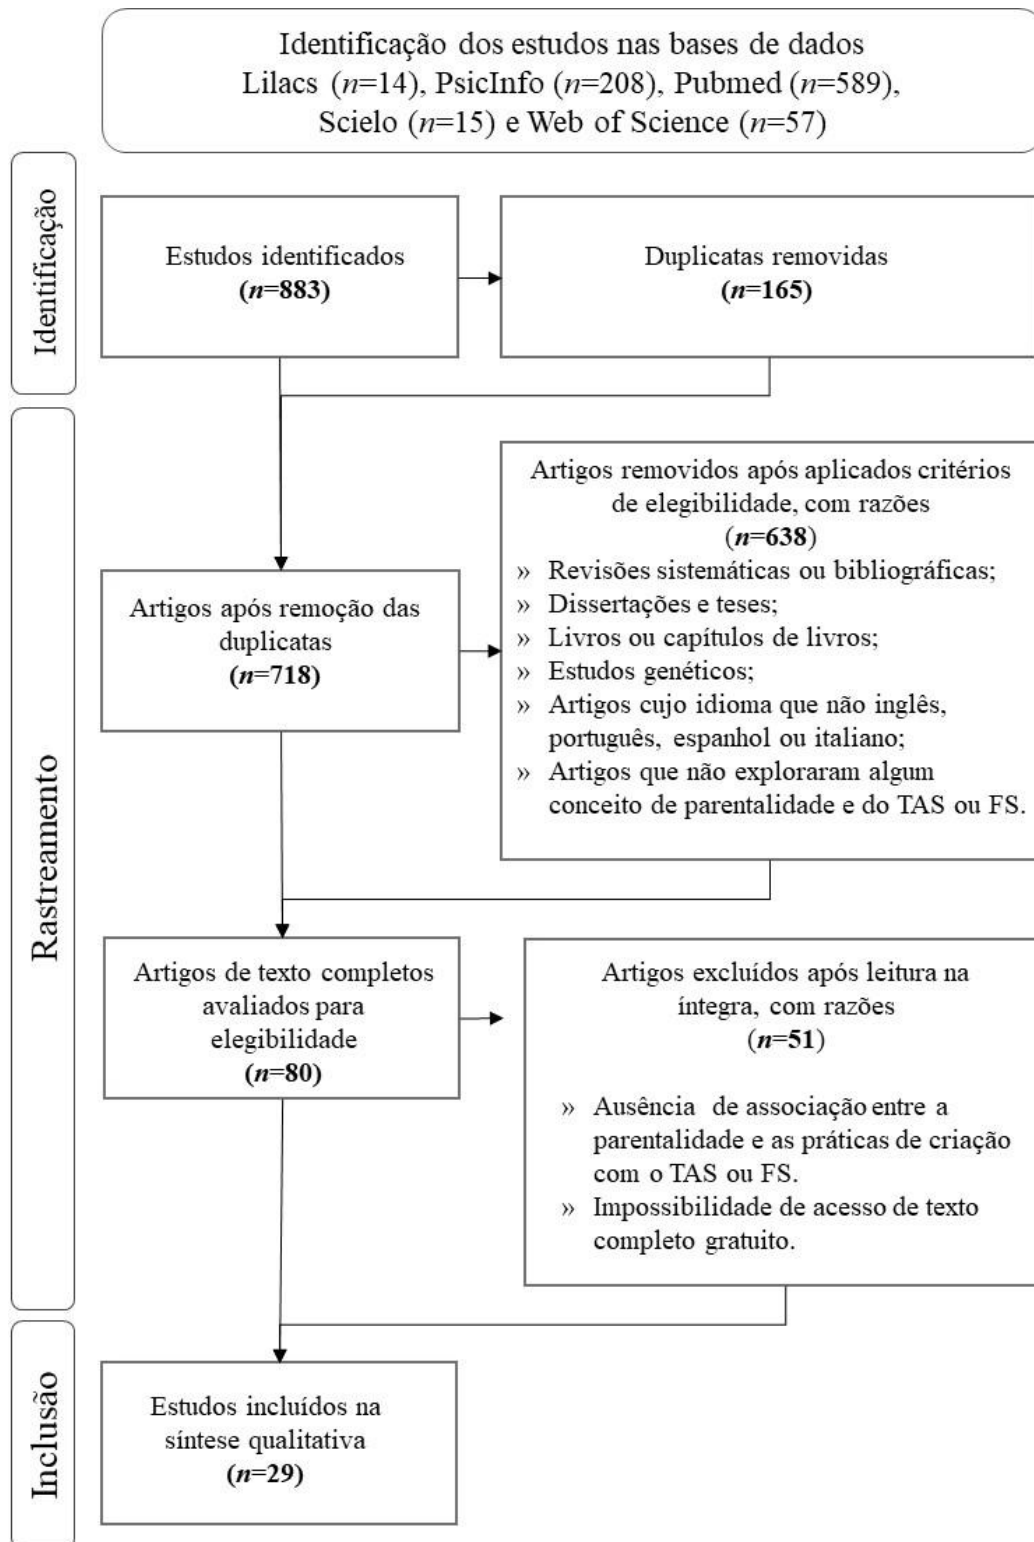 Identificação dos estudos nas bases de dados
Lilacs (n=14), PsicInfo (n=208), Pubmed (n=589),
Scielo (n=15) e Web of Science (n=57)
Identificação
Estudos identificados
(n=883)
Duplicatas removidas
(n=165)
Rastreamento
Artigos após remoção das
duplicatas
(n=718)
Artigos removidos após aplicados critérios
de elegibilidade, com razões
(n=638)
» Revisões sistemáticas ou bibliográficas;
» Dissertações e teses;
» Livros ou capítulos de livros;
» Estudos genéticos;
» Artigos cujo idioma que não inglês,
português, espanhol ou italiano;
» Artigos que não exploraram algum
conceito de parentalidade e do TAS ou FS.
Artigos de texto completos
avaliados para
elegibilidade
(n=80)
Artigos excluídos após leitura na
íntegra, com razões
(n=51)
» Ausência de associação entre a
parentalidade e as práticas de criação
com o TAS ou FS.
» Impossibilidade de acesso de texto
completo gratuito.
Inclusão
Estudos incluídos na
síntese qualitativa
(n=29)